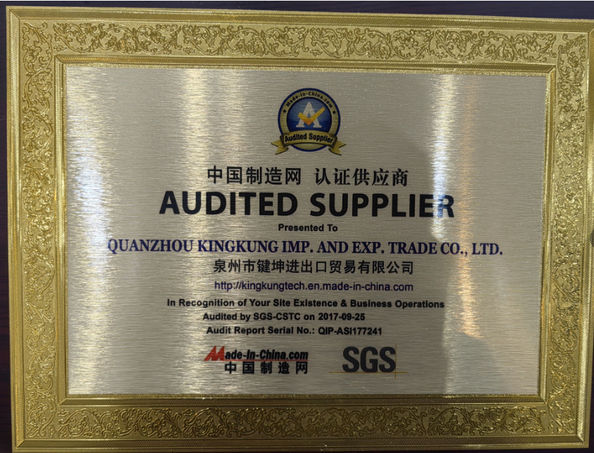 Made-in-China.com
A
Audited Supplier
中国制造网 认证供应商
AUDITED SUPPLIER
Presented To
QUANZHOU KINGKUNG IMP. AND EXP. TRADE CO., LTD.
泉州市键坤进出口贸易有限公司
http://kingkungtech.en.made-in-china.com
In Recognition of Your Site Existence & Business Operations
Audited by SGS-CSTC on 2017-09-25
Audit Report Serial No.: QIP-ASI177241
Made-in-China.com
中国制造网
SGS